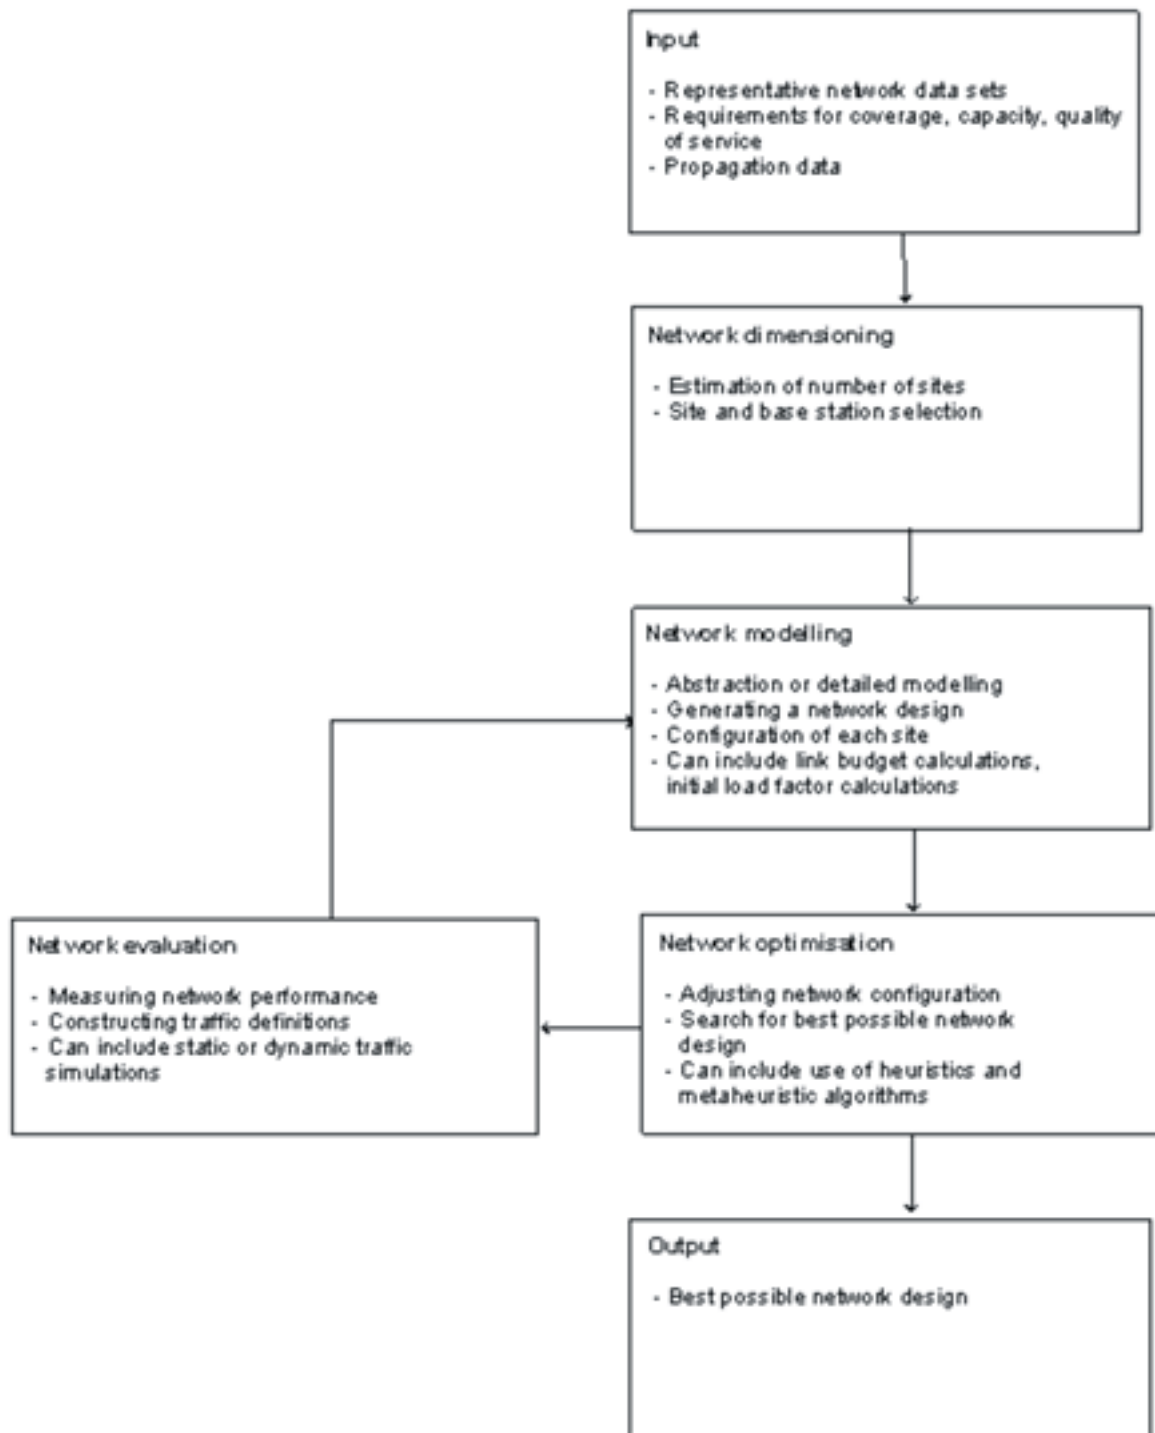 Input
- Representative network data sets
- Requirements for coverage, capacity, quality
of service
- Propagation data
Network dimensioning
- Estimation of number of sites
- Site and base station selection
Network modelling
- Abstraction or detailed modelling
- Generating a network design
- Configuration of each site
- Can include link budget calculations,
initial load factor calculations
Network evaluation
- Measuring network performance
- Constructing traffic definitions
- Can include static or dynamic traffic
simulations
Network optimisation
- Adjusting network configuration
- Search for best possible network
design
- Can include use of heuristics and
metaheuristic algorithms
Output
- Best possible network design